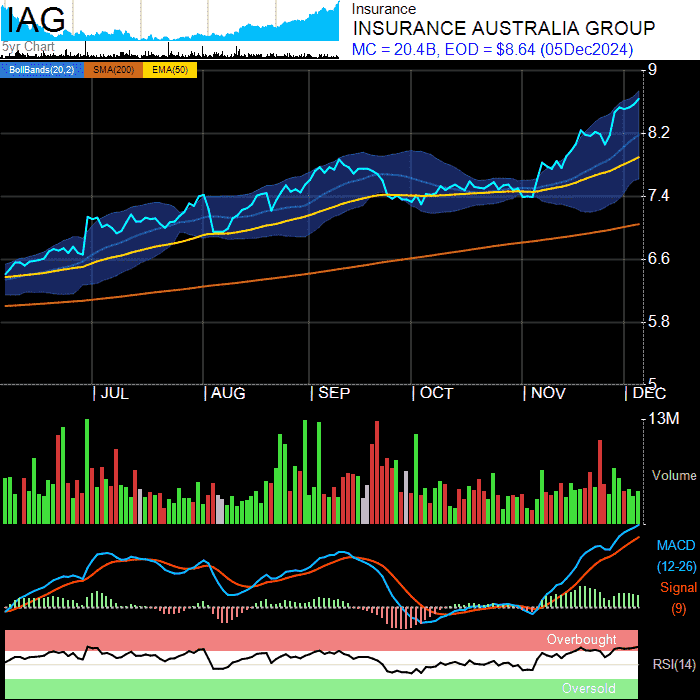 IAG
5yr Chart
Insurance
INSURANCE AUSTRALIA GROUP
MC = 20.4B, EOD = $8.64 (05Dec2024)
BollBands(20,2) SMA(200) EMA(50)
9
8.2
7.4
6.6
5.8
5
JUL AUG SEP OCT NOV DEC
13M
Volume
MACD
(12-26)
Signal
(9)
Overbought
RSI(14)
Oversold